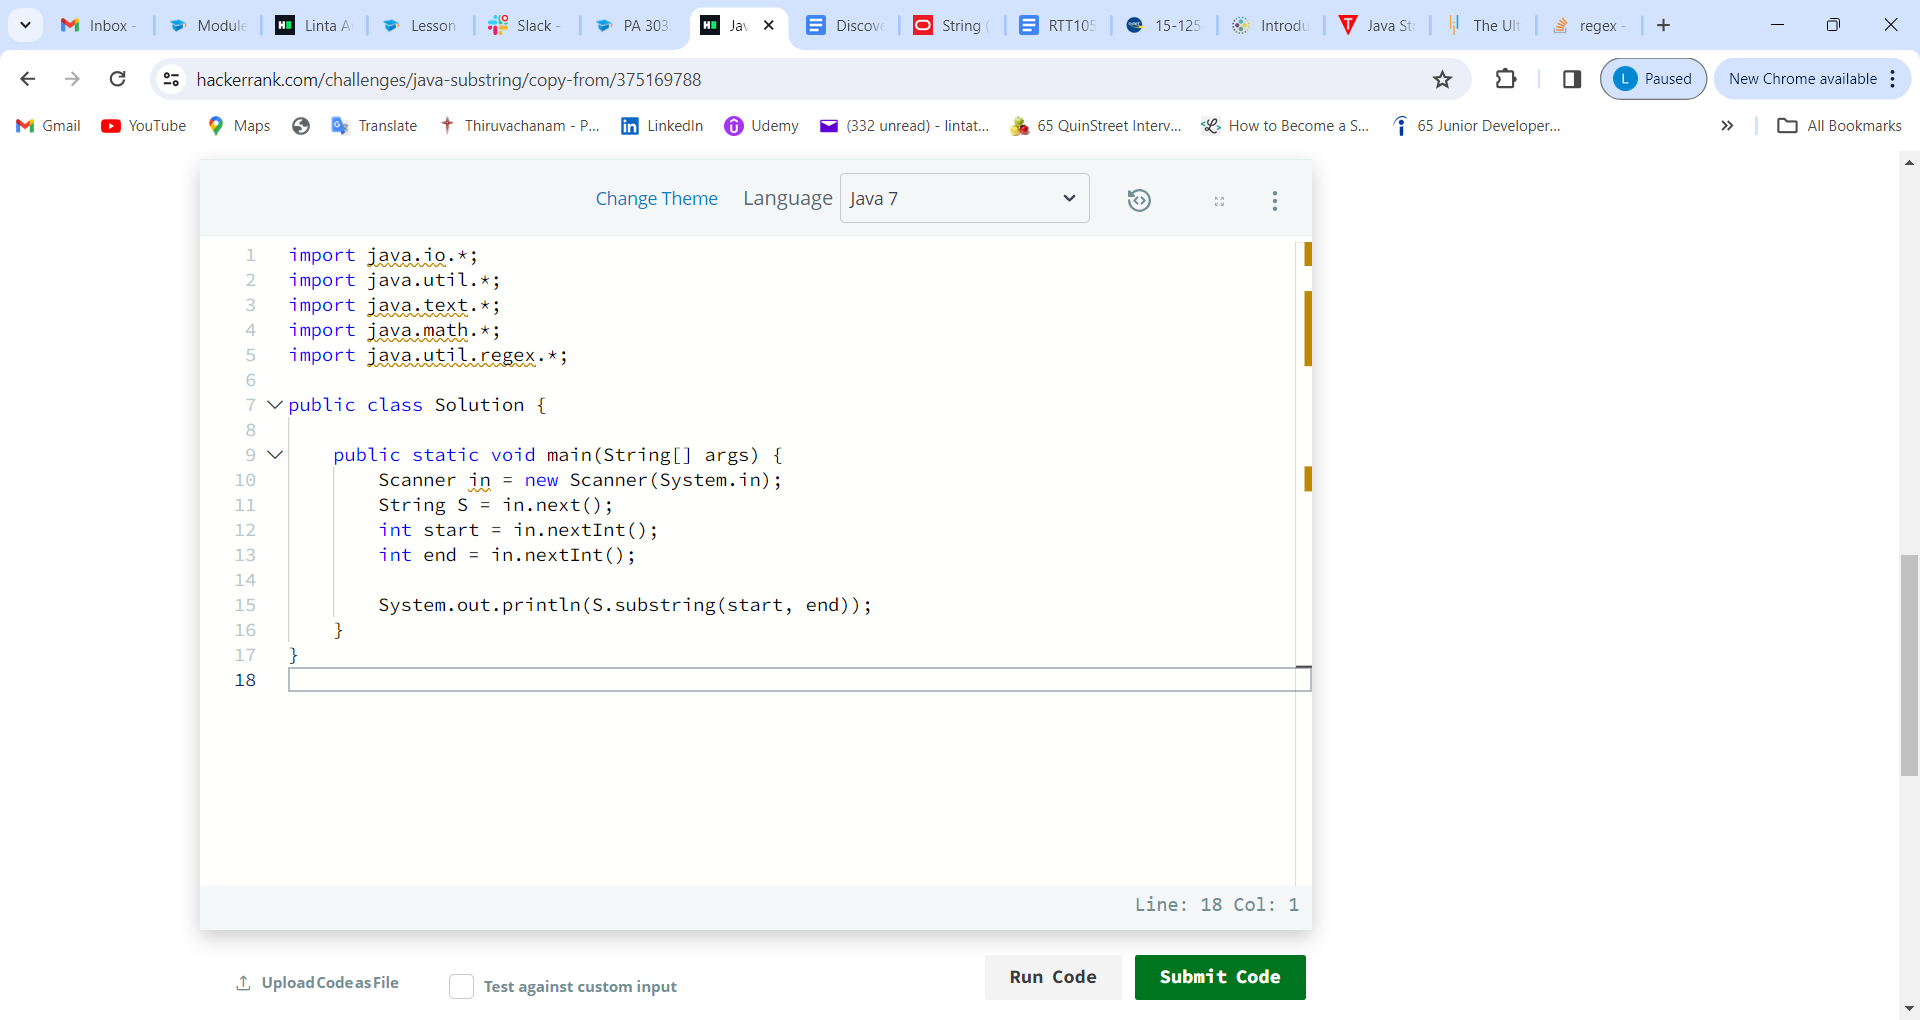 Inbox -
Module
Linta A
Lesson
Slack -
PA 303
Jav
Discove
String (
RTT105
15-125
Introdu
Java St
The Ult
regex -
hackerrank.com/challenges/java-substring/copy-from/375169788
L
Paused
New Chrome available
Gmail
YouTube
Maps
Translate
Thiruvachanam - P...
LinkedIn
Udemy
(332 unread) - lintat...
65 QuinStreet Interv...
How to Become a S...
65 Junior Developer...
All Bookmarks
Change Theme
Language
Java 7
1 import java.io.*;
2 import java.util.*;
3 import java.text.*;
4 import java.math.*;
5 import java.util.regex.*;
6
7 public class Solution {
8
9 public static void main(String[] args) {
10 Scanner in = new Scanner(System.in);
11 String S = in.next();
12 int start = in.nextInt();
13 int end = in.nextInt();
14
15 System.out.println(S.substring(start, end));
16 }
17 }
18
Line: 18 Col: 1
Upload Code as File
Test against custom input
Run Code
Submit Code